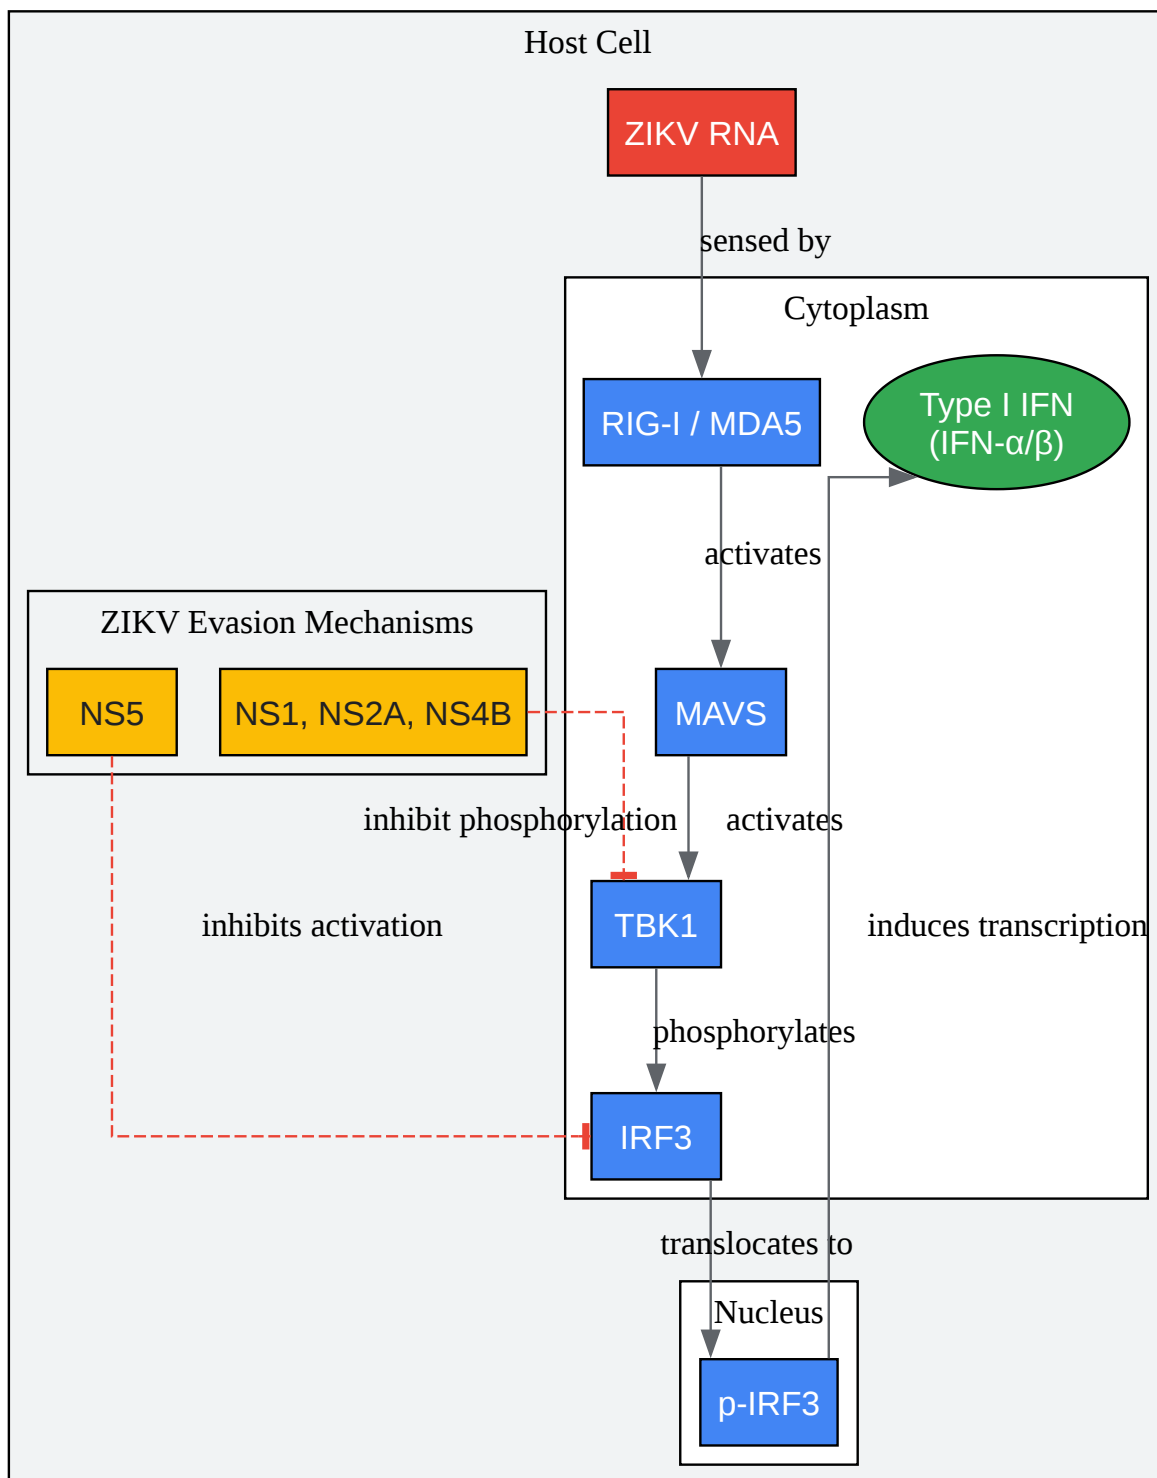 Host Cell
ZIKV RNA
sensed by
Cytoplasm
RIG-I / MDA5
Type I IFN
(IFN-α/β)
activates
ZIKV Evasion Mechanisms
NS5
NS1, NS2A, NS4B
MAVS
inhibit phosphorylation
activates
inhibits activation
TBK1
induces transcription
phosphorylates
IRF3
translocates to
Nucleus
p-IRF3